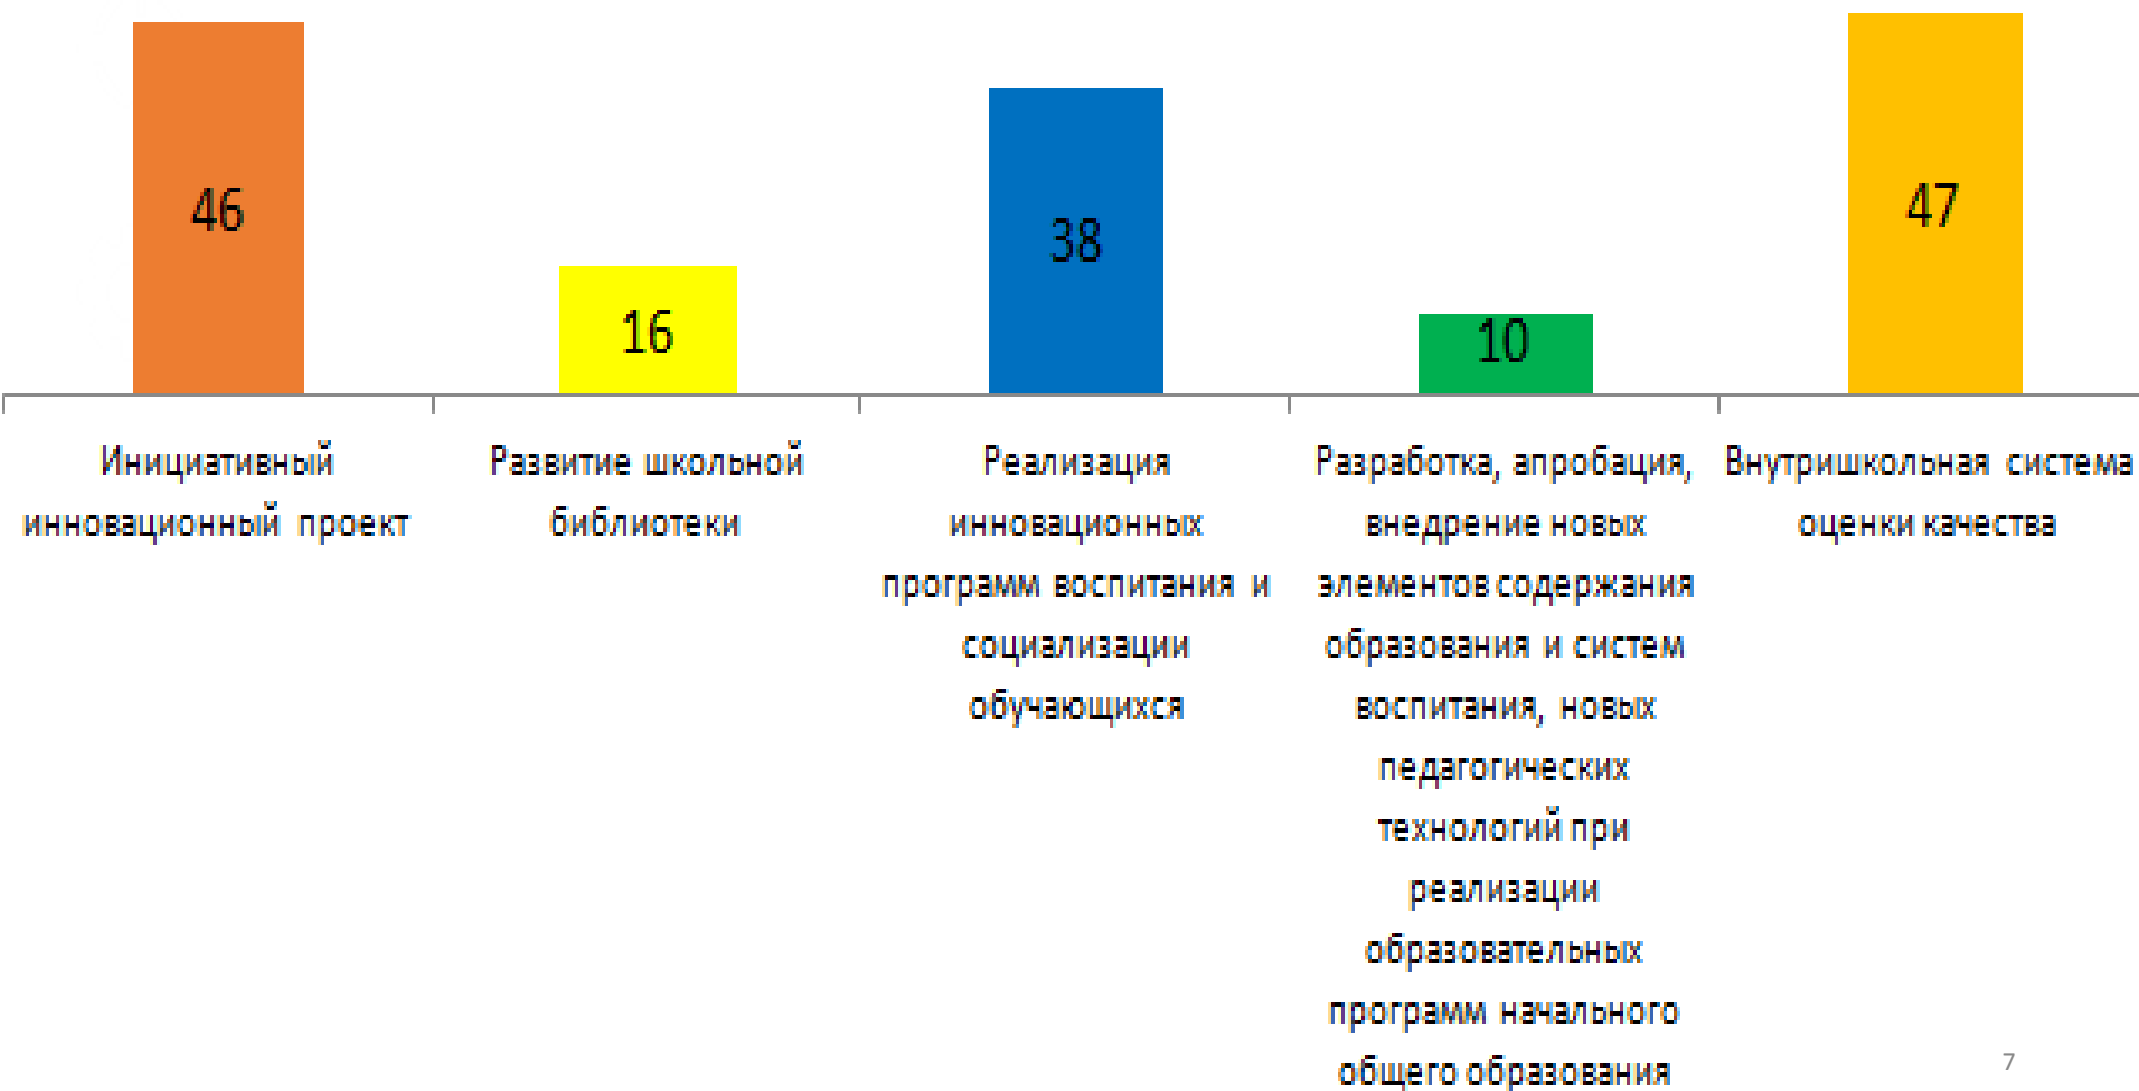 46
16
38
10
47
Инициативный
инновационный проект
Развитие школьной
библиотеки
Реализация
инновационных
программ воспитания и
социализации
обучающихся
Разработка, апробация,
внедрение новых
элементов содержания
образования и систем
воспитания, новых
педагогических
технологий при
реализации
образовательных
программ начального
общего образования
Внутришкольная система
оценки качества
7